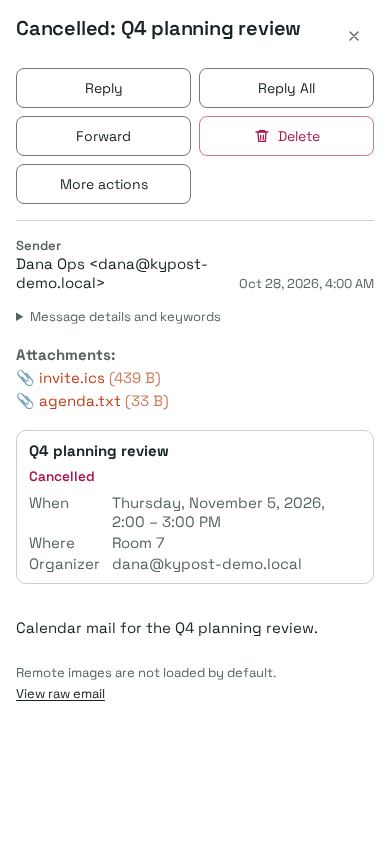 Cancelled: Q4 planning review
Reply
Reply All
Forward
Delete
More actions
Sender
Dana Ops <dana@kypost-
demo.local>
Oct 28, 2026, 4:00 AM
Message details and keywords
Attachments:
invite.ics (439 B)
agenda.txt (33 B)
Q4 planning review
Cancelled
When Thursday, November 5, 2026,
2:00 – 3:00 PM
Where Room 7
Organizer dana@kypost-demo.local
Calendar mail for the Q4 planning review.
Remote images are not loaded by default.
View raw email